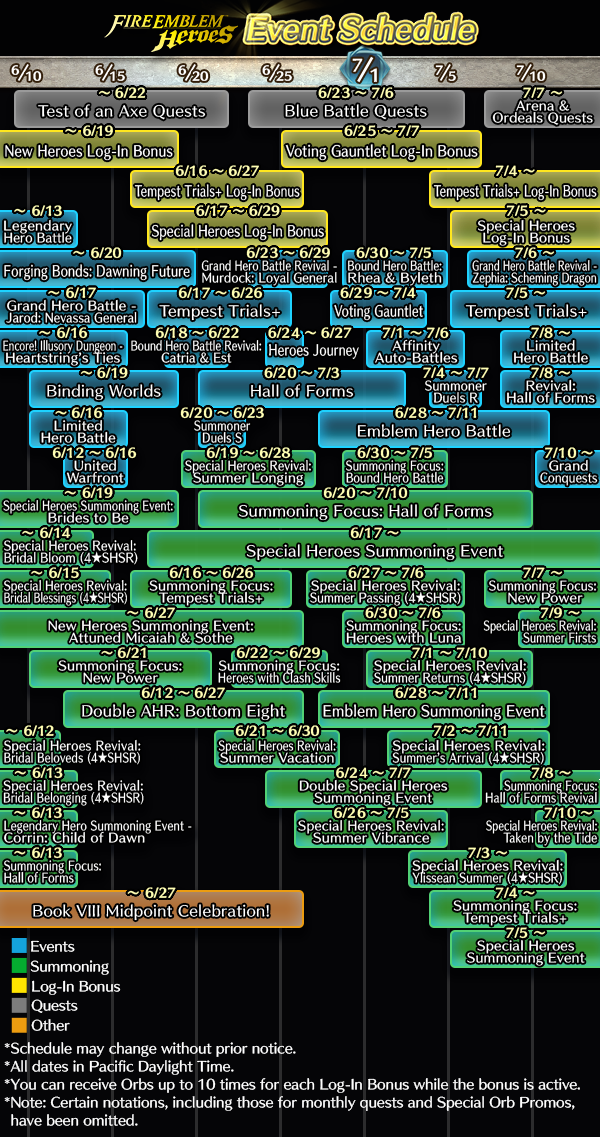 FIRE EMBLEM
Heroes
Event Schedule
6/10
6/15
6/20
6/25
7/1
7/5
7/10
~ 6/22
Test of an Axe Quests
6/23 ~ 7/6
Blue Battle Quests
7/7 ~
Arena &
Ordeals Quests
~ 6/19
New Heroes Log-In Bonus
6/25 ~ 7/7
Voting Gauntlet Log-In Bonus
6/16 ~ 6/27
Tempest Trials+ Log-In Bonus
7/4 ~
Tempest Trials+ Log-In Bonus
~ 6/13
Legendary
Hero Battle
6/17 ~ 6/29
Special Heroes Log-In Bonus
7/5 ~
Special Heroes
Log-In Bonus
~ 6/20
Forging Bonds: Dawning Future
6/23 ~ 6/29
Grand Hero Battle Revival -
Murdock: Loyal General
6/30 ~ 7/5
Bound Hero Battle:
Rhea & Byleth
7/6 ~
Grand Hero Battle Revival -
Zephia: Scheming Dragon
~ 6/17
Grand Hero Battle -
Jarod: Nevassa General
6/17 ~ 6/26
Tempest Trials+
6/29 ~ 7/4
Voting Gauntlet
7/5 ~
Tempest Trials+
~ 6/16
Encore! Illusory Dungeon -
Heartstring's Ties
6/18 ~ 6/22
Bound Hero Battle Revival:
Catria & Est
6/24 ~ 6/27
Heroes Journey
7/1 ~ 7/6
Affinity
Auto-Battles
7/8 ~
Limited
Hero Battle
~ 6/19
Binding Worlds
6/20 ~ 7/3
Hall of Forms
7/4 ~ 7/7
Summoner
Duels R
7/8 ~
Revival:
Hall of Forms
~ 6/16
Limited
Hero Battle
6/20 ~ 6/23
Summoner
Duels S
6/28 ~ 7/11
Emblem Hero Battle
6/12 ~ 6/16
United
Warfront
6/19 ~ 6/28
Special Heroes Revival:
Summer Longing
6/30 ~ 7/5
Summoning Focus:
Bound Hero Battle
7/10 ~
Grand
Conquests
~ 6/19
Special Heroes Summoning Event:
Brides to Be
6/20 ~ 7/10
Summoning Focus: Hall of Forms
~ 6/14
Special Heroes Revival:
Bridal Bloom (4★SHSR)
6/17 ~
Special Heroes Summoning Event
~ 6/15
Special Heroes Revival:
Bridal Blessings (4★SHSR)
6/16 ~ 6/26
Summoning Focus:
Tempest Trials+
6/27 ~ 7/6
Special Heroes Revival:
Summer Passing (4★SHSR)
7/7 ~
Summoning Focus:
New Power
~ 6/27
New Heroes Summoning Event:
Attuned Micaiah & Sothe
6/30 ~ 7/6
Summoning Focus:
Heroes with Luna
7/9 ~
Special Heroes Revival:
Summer Firsts
~ 6/21
Summoning Focus:
New Power
6/22 ~ 6/29
Summoning Focus:
Heroes with Clash Skills
7/1 ~ 7/10
Special Heroes Revival:
Summer Returns (4★SHSR)
6/12 ~ 6/27
Double AHR: Bottom Eight
6/28 ~ 7/11
Emblem Hero Summoning Event
~ 6/12
Special Heroes Revival:
Bridal Beloveds (4★SHSR)
6/21 ~ 6/30
Special Heroes Revival:
Summer Vacation
7/2 ~ 7/11
Special Heroes Revival:
Summer's Arrival (4★SHSR)
~ 6/13
Special Heroes Revival:
Bridal Belonging (4★SHSR)
6/24 ~ 7/7
Double Special Heroes
Summoning Event
7/8 ~
Summoning Focus:
Hall of Forms Revival
~ 6/13
Legendary Hero Summoning Event -
Corrin: Child of Dawn
6/26 ~ 7/5
Special Heroes Revival:
Summer Vibrance
7/10 ~
Special Heroes Revival:
Taken by the Tide
~ 6/13
Summoning Focus:
Hall of Forms
7/3 ~
Special Heroes Revival:
Ylissean Summer (4★SHSR)
~ 6/27
Book VIII Midpoint Celebration!
7/4 ~
Summoning Focus:
Tempest Trials+
7/5 ~
Special Heroes
Summoning Event
Events
Summoning
Log-In Bonus
Quests
Other
*Schedule may change without prior notice.
*All dates in Pacific Daylight Time.
*You can receive Orbs up to 10 times for each Log-In Bonus while the bonus is active.
*Note: Certain notations, including those for monthly quests and Special Orb Promos,
have been omitted.